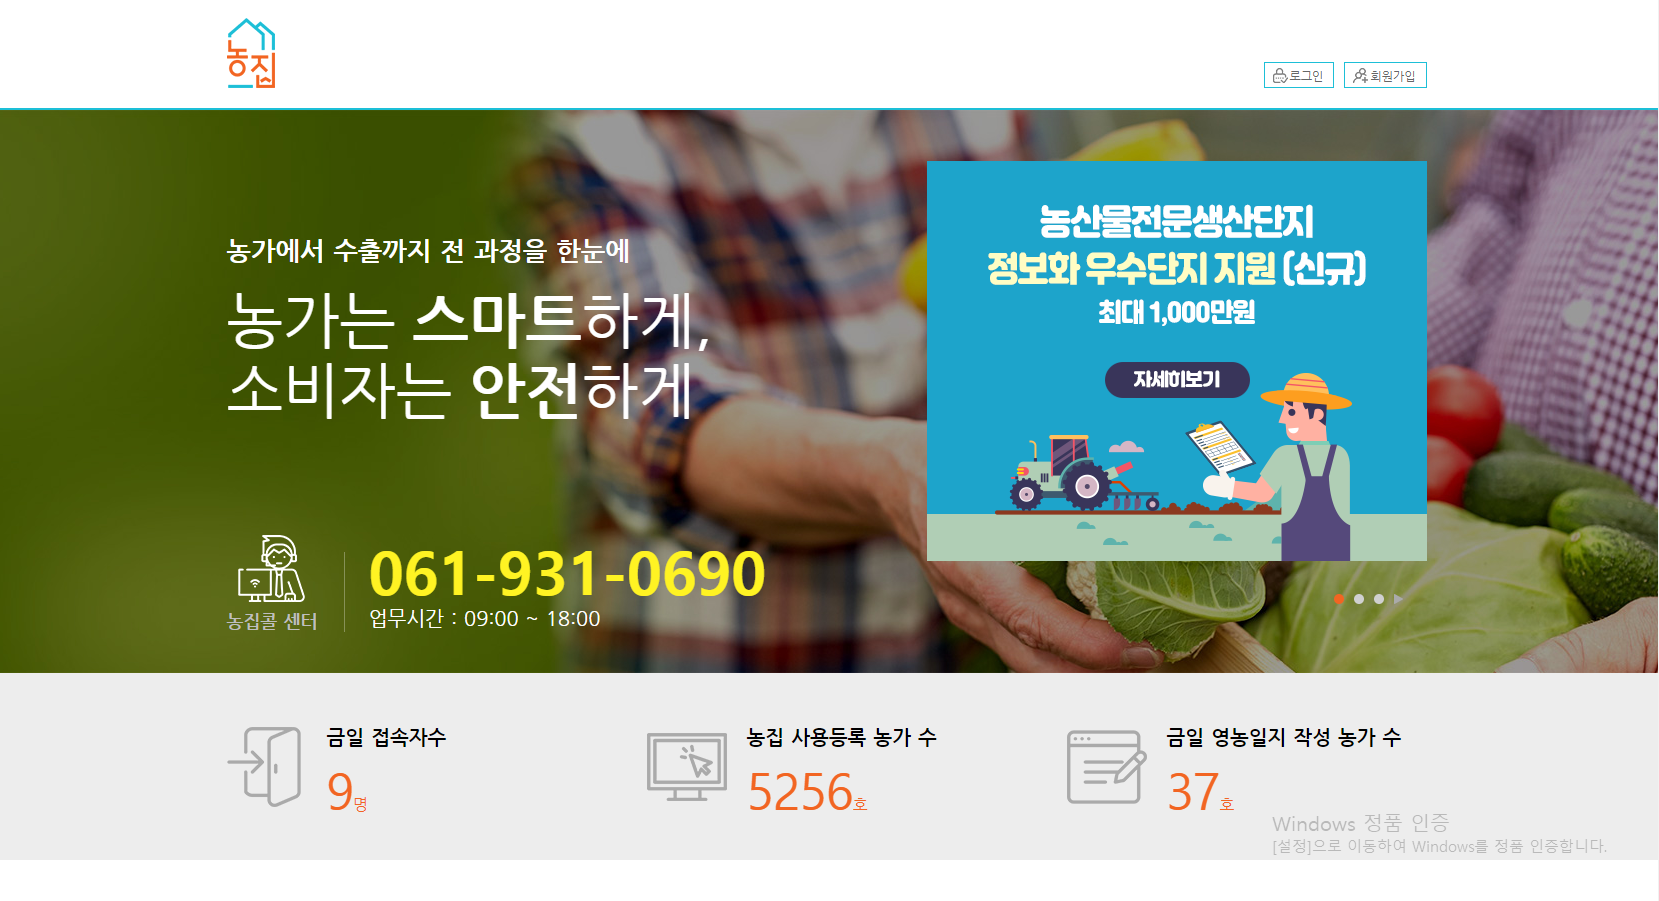 농집
로그인
회원가입
농가에서 수출까지 전 과정을 한눈에
농가는 스마트하게,
소비자는 안전하게
농산물전문생산단지
정보화 우수단지 지원 (신규)
최대 1,000만원
자세히보기
농집콜 센터
061-931-0690
업무시간 : 09:00 ~ 18:00
금일 접속자수
9명
농집 사용등록 농가 수
5256호
금일 영농일지 작성 농가 수
37호
Windows 정품 인증
[설정]으로 이동하여 Windows를 정품 인증합니다.